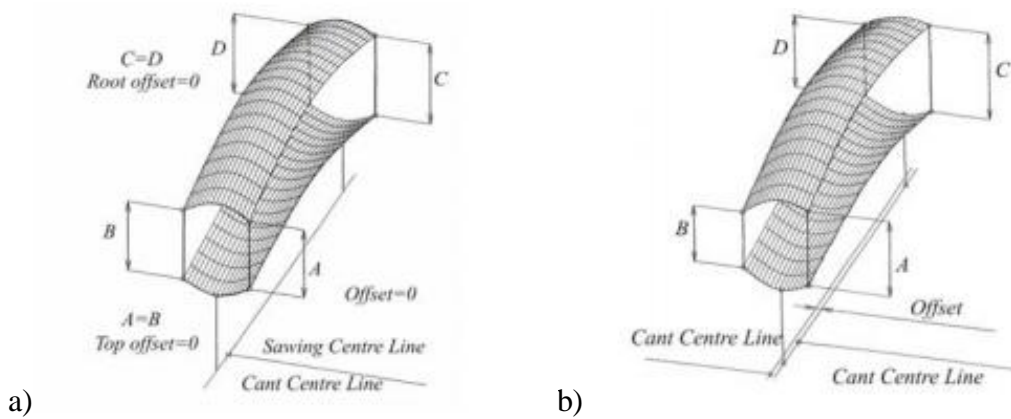 C=D
Root offset=0
D
C
B
A
A=B
Top offset=0
Offset=0
Sawing Centre Line
Cant Centre Line
a)
D
C
B
A
Offset
Cant Centre Line
Cant Centre Line
b)